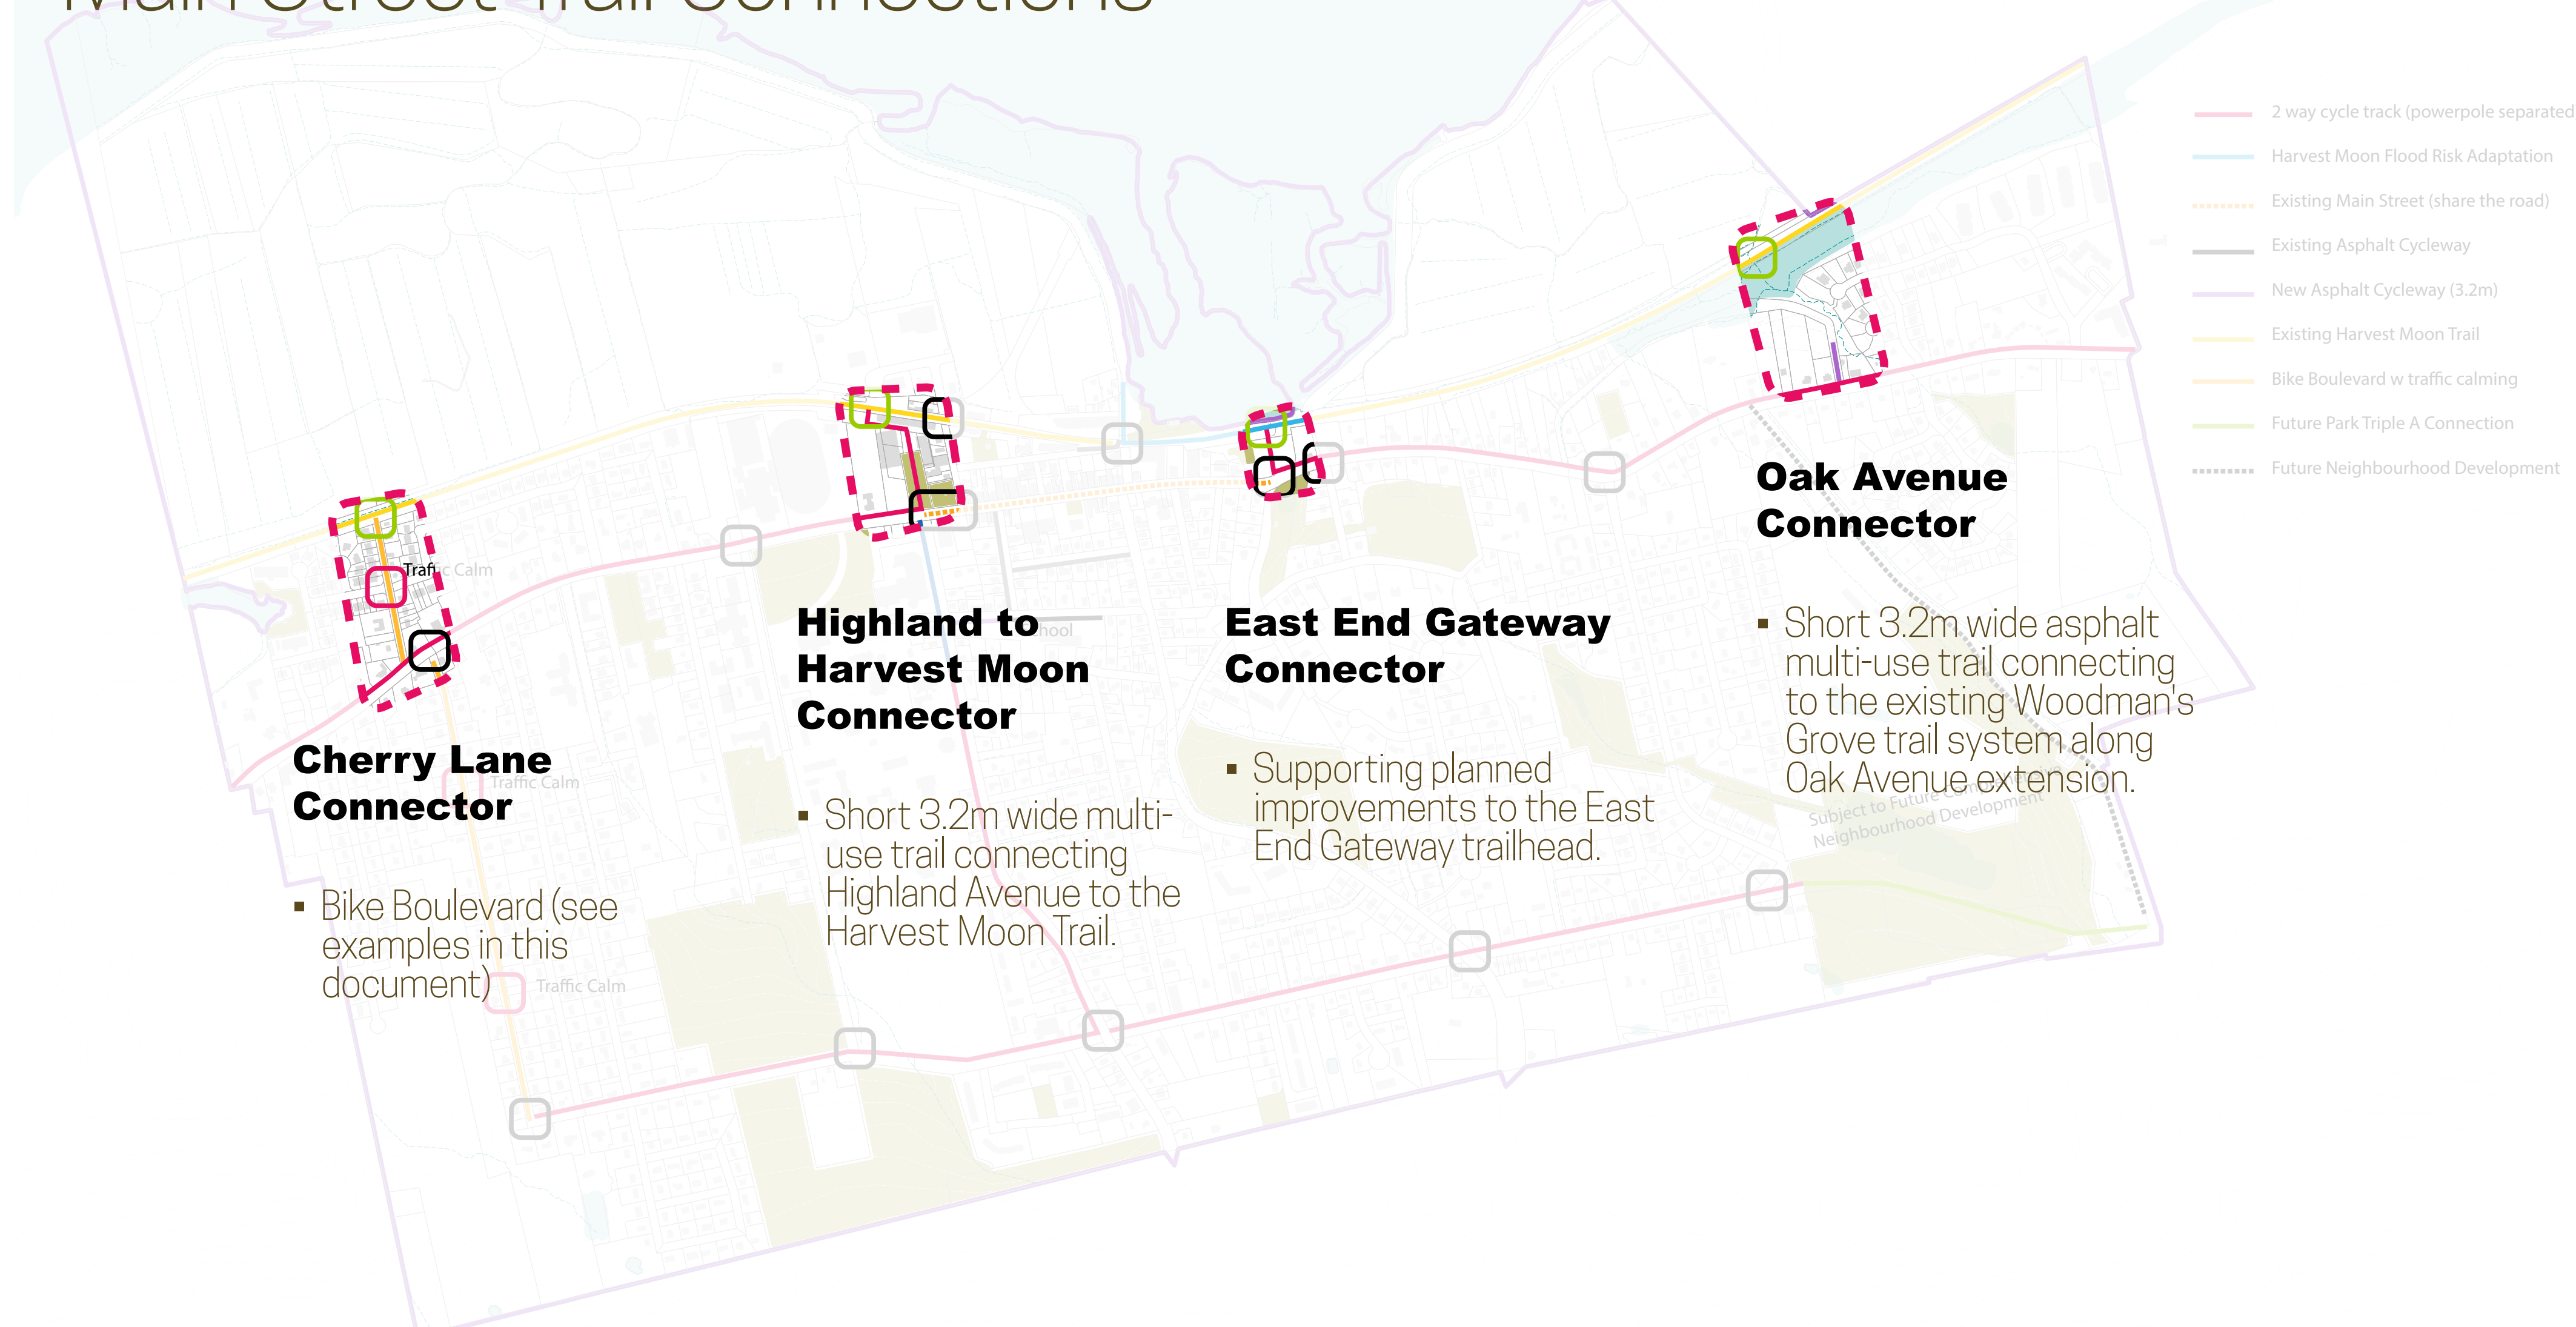 Main Street Trail Connections
2 way cycle track (powerpole separated
Harvest Moon Flood Risk Adaptation
Existing Main Street (share the road)
Existing Asphalt Cycleway
New Asphalt Cycleway (3.2m)
Existing Harvest Moon Trail
Bike Boulevard w traffic calming
Future Park Triple A Connection
Future Neighbourhood Development
Traffic Calm
Cherry Lane
Connector
Traffic Calm
▪ Bike Boulevard (see
examples in this
document)
Traffic Calm
Highland to
Harvest Moon
Connector
▪ Short 3.2m wide multi-
use trail connecting
Highland Avenue to the
Harvest Moon Trail.
East End Gateway
Connector
▪ Supporting planned
improvements to the East
End Gateway trailhead.
Oak Avenue
Connector
▪ Short 3.2m wide asphalt
multi-use trail connecting
to the existing Woodman's
Grove trail system along
Oak Avenue extension.
Subject to Future Comprehensive
Neighbourhood Development